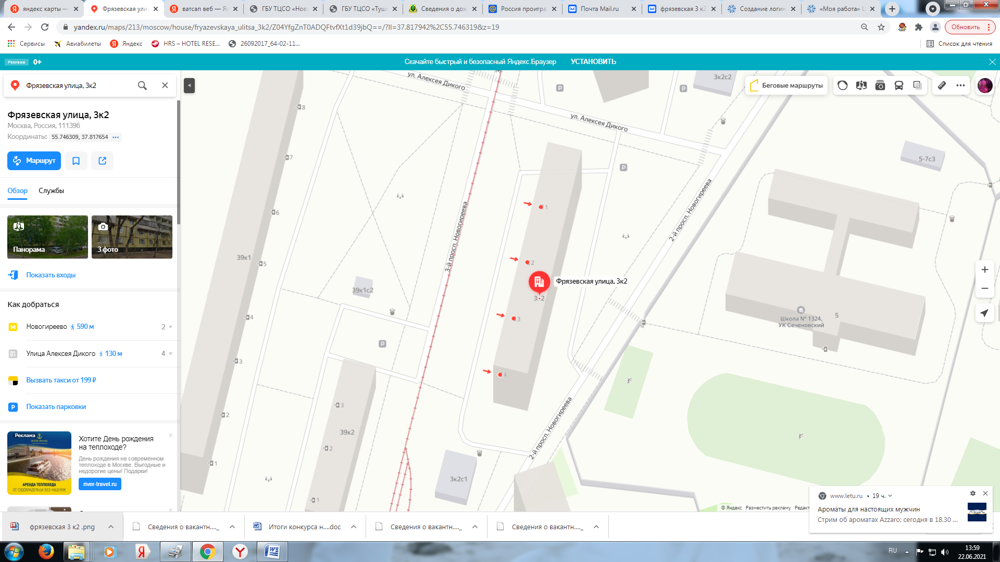 яндекс карты —
Фрязевская ули
ватсап веб — Ян
ГБУ ТЦСО «Ново
ГБУ ТЦСО «Туши
Сведения о дох
Россия проигра
Почта Mail.ru
фрязевская 3 к2
Создание логин
«Моя работа» Ц
yandex.ru/maps/213/moscow/house/fryazevskaya_ulitsa_3k2/Z04YfgZnT0ADQFtvfXt1d39jbQ==/?ll=37.817942%2C55.746319&z=19
Обновить
Сервисы
Авиабилеты
Яндекс
HRS – HOTEL RESE...
26092017_64-02-11...
Список для чтения
Реклама
0+
Скачайте быстрый и безопасный Яндекс.Браузер
УСТАНОВИТЬ
Фрязевская улица, 3к2
Фрязевская улица, 3к2
Москва, Россия, 111396
Координаты: 55.746309, 37.817654 •••
Маршрут
Обзор
Службы
Панорама
3 фото
Показать входы
Как добраться
Новогиреево 590 м 2
Улица Алексея Дикого 130 м 4
Вызвать такси от 199 ₽
Показать парковки
Реклама
RIVER-TRAVEL
АРЕНДА ТЕПЛОХОДА
ОТ СУДОВЛАДЕЛЬЦА БЕЗ НАЦЕНОК
Хотите День рождения
на теплоходе?
День рождения на современном
теплоходе в Москве. Выгодные и
недорогие цены! Подарки!
river-travel.ru
Беговые маршруты
ул. Алексея Дикого
ул. Алексея Дикого
3к2с2
5-7с3
8
7
6
5
4
3
2
1
39к1
39к1с2
3-й просп. Новогиреева
2-й просп. Новогиреева
1
2
3
4
Фрязевская улица, 3к2
Школа № 1324,
УК Сеченовский
5
P
P
P
P
3
2
1
39к2
3к2с1
2-й просп. Новогиреева
© Яндекс Разместить рекламу Редакт
www.letu.ru • 19 ч.
Ароматы для настоящих мужчин
Стрим об ароматах Azzaro: сегодня в 18.30 ...
фрязевская 3 к2 .png
Сведения о вакантн...._
Итоги конкурса н....doc
Сведения о вакантн...._
Сведения о вакантн...._
RU
13:59
22.06.2021